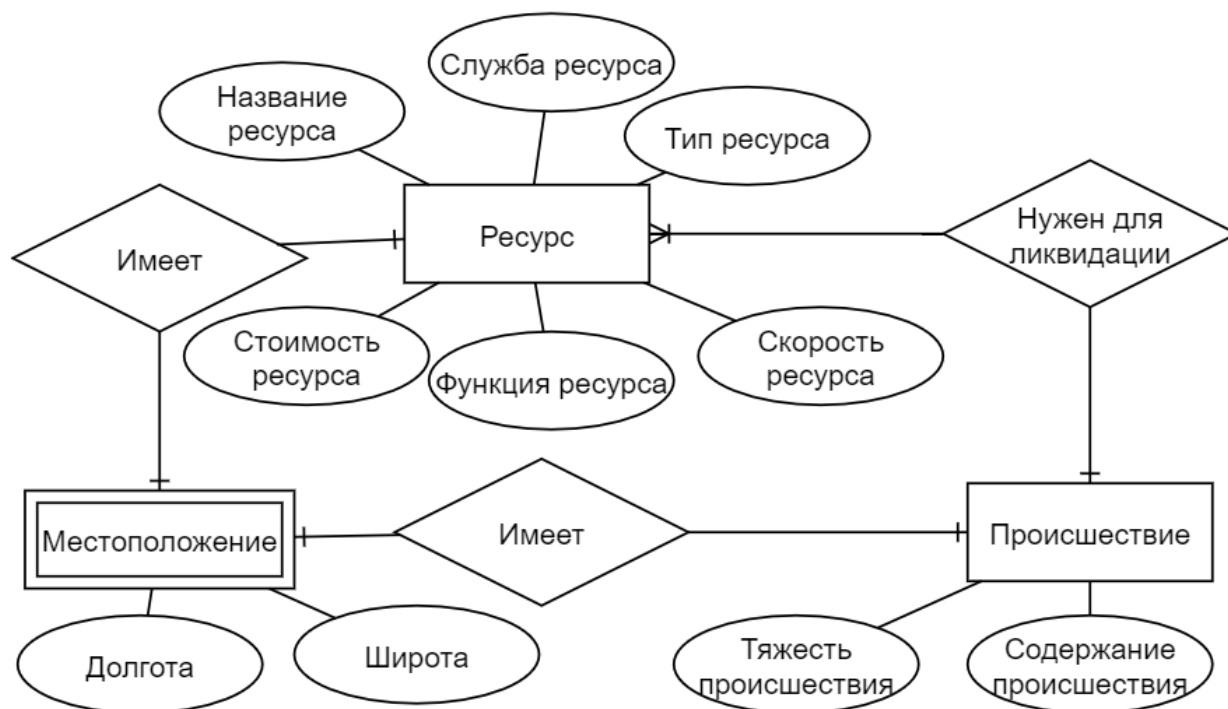 Служба ресурса
Название
ресурса
Тип ресурса
Нужен для
ликвидации
Ресурс
Имеет
Стоимость
ресурса
Функция ресурса
Скорость
ресурса
Местоположение
Имеет
Происшествие
Долгота
Широта
Тяжесть
происшествия
Содержание
происшествия